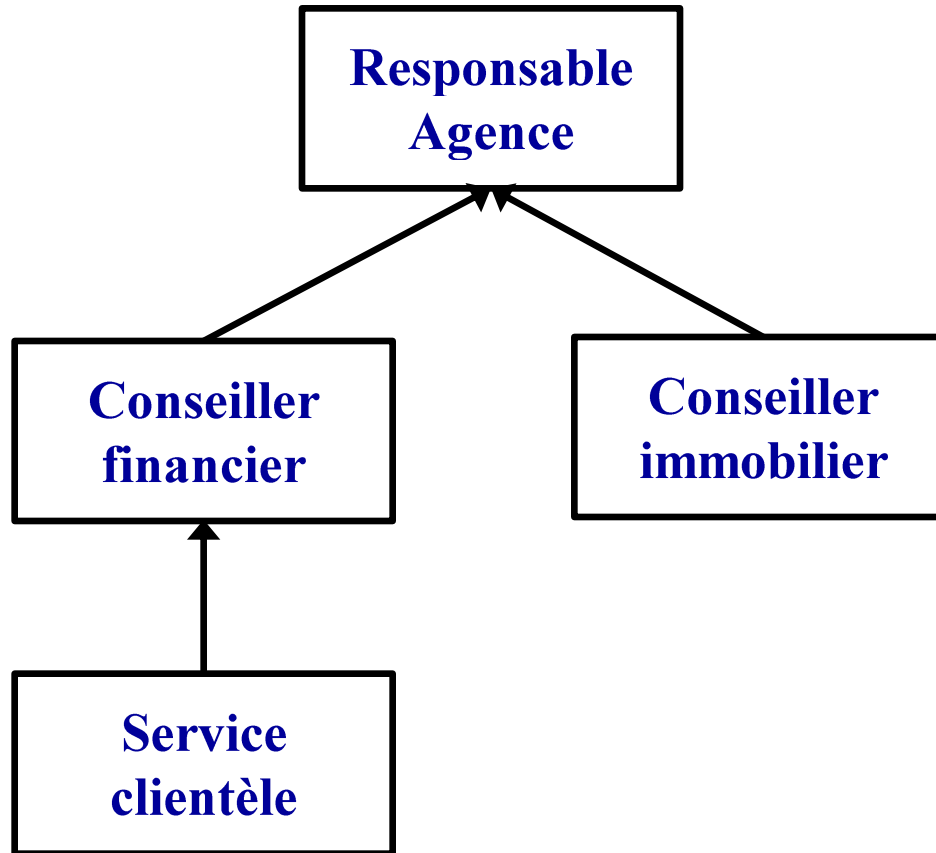 Responsable
Agence
Conseiller
financier
Conseiller
immobilier
Service
clientèle